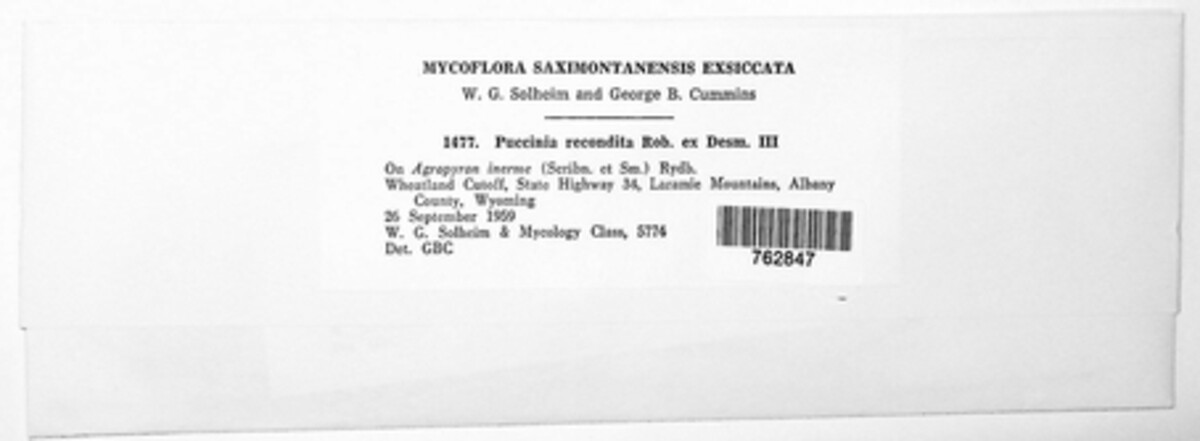 MYCOFLORA SAXIMONTANENSIS EXSICCATA
W. G. Solheim and George B. Cummins
1477. Puccinia recondita Rob. ex Desm. III
On Agropyron inerme (Scribn. et Sm.) Rydb.
Wheatland Cutoff, State Highway 34, Laramie Mountains, Albany
County, Wyoming
26 September 1959
W. G. Solheim & Mycology Class, 5774
Det. GBC
762847